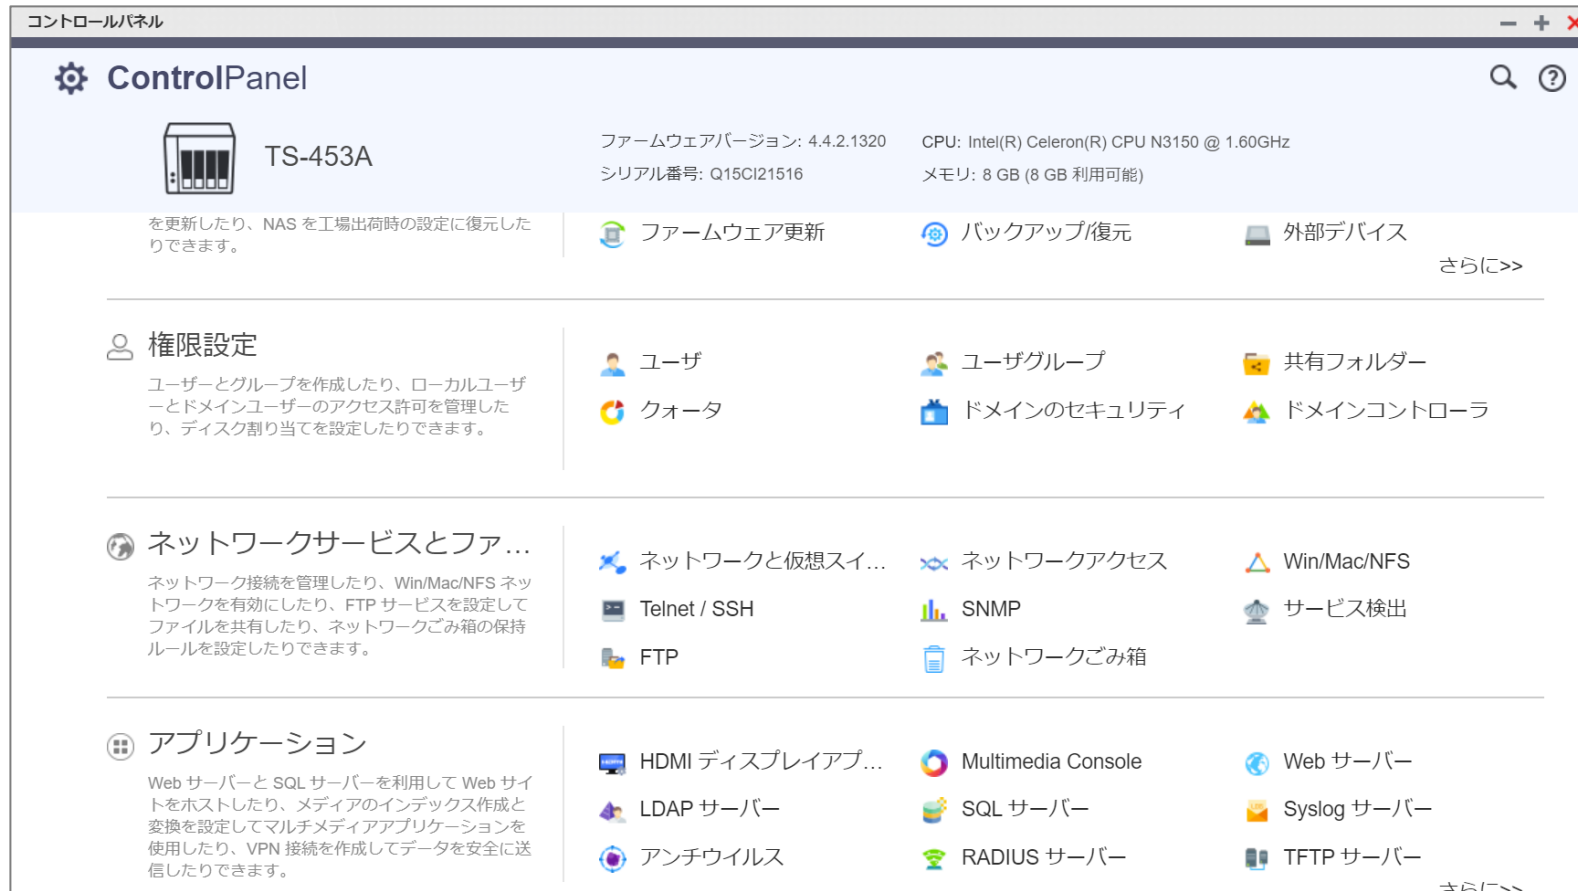 コントロールパネル
ControlPanel
TS-453A
ファームウェアバージョン: 4.4.2.1320
CPU: Intel(R) Celeron(R) CPU N3150 @ 1.60GHz
シリアル番号: Q15CI21516
メモリ: 8 GB (8 GB 利用可能)
を更新したり、NAS を工場出荷時の設定に復元した
りできます。
ファームウェア更新
バックアップ/復元
外部デバイス
さらに>>
権限設定
ユーザーとグループを作成したり、ローカルユーザ
ーとドメインユーザーのアクセス許可を管理した
り、ディスク割り当てを設定したりできます。
ユーザ
ユーザグループ
共有フォルダー
クォータ
ドメインのセキュリティ
ドメインコントローラ
ネットワークサービスとファ...
ネットワーク接続を管理したり、Win/Mac/NFS ネッ
トワークを有効にしたり、FTP サービスを設定して
ファイルを共有したり、ネットワークごみ箱の保持
ルールを設定したりできます。
ネットワークと仮想スイ...
ネットワークアクセス
Win/Mac/NFS
Telnet / SSH
SNMP
サービス検出
FTP
ネットワークごみ箱
アプリケーション
Web サーバーと SQL サーバーを利用して Web サイ
トをホストしたり、メディアのインデックス作成と
変換を設定してマルチメディアアプリケーションを
使用したり、VPN 接続を作成してデータを安全に送
信したりできます。
HDMI ディスプレイアプ...
Multimedia Console
Web サーバー
LDAP サーバー
SQL サーバー
Syslog サーバー
アンチウイルス
RADIUS サーバー
TFTP サーバー
さらに>>